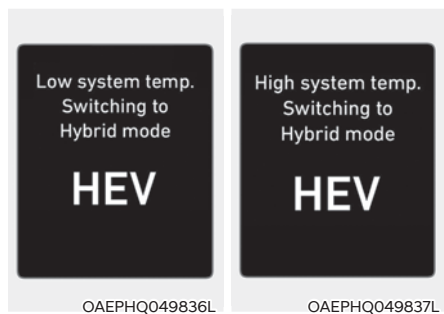 Low system temp.
Switching to
Hybrid mode
HEV
OAEPHQ049836L
High system temp.
Switching to
Hybrid mode
HEV
OAEPHQ049837L